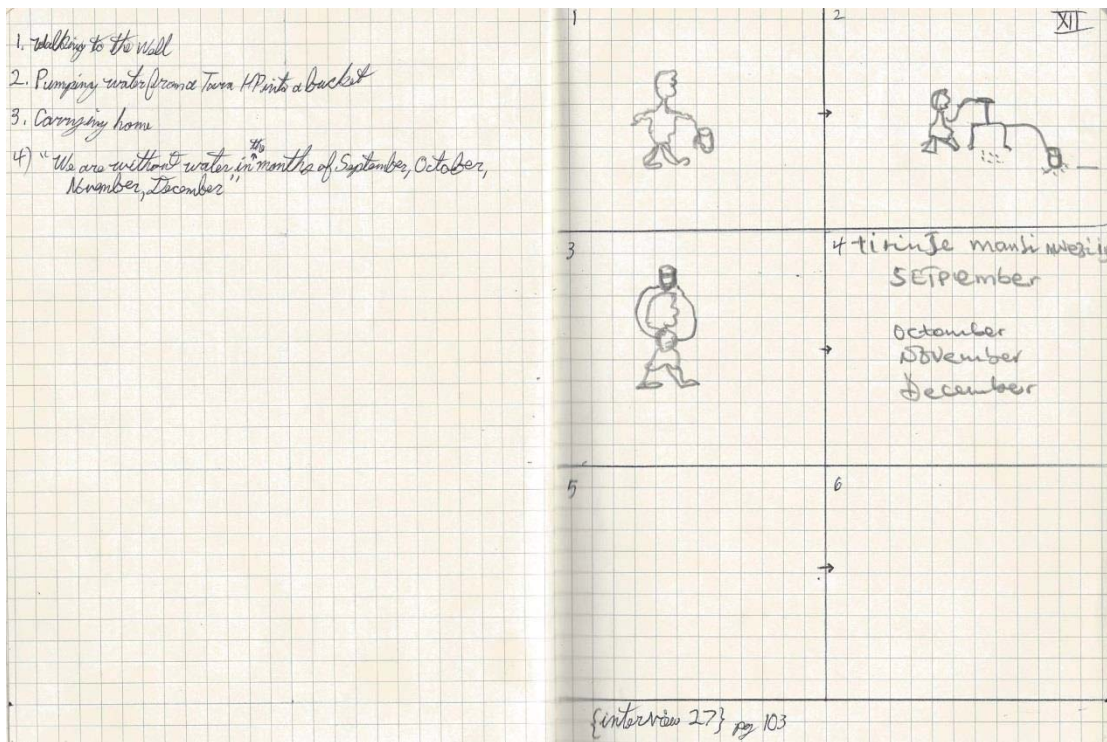 1. Walking to the Well
2. Pumping water from a Town HP into a bucket
3. Carrying home
4) "We are without water in the months of September, October,
November, December"
1
2
XII
3
4 tirinje manzi
SETPember
octomber
November
December
5
6
{interview 27} pg 103